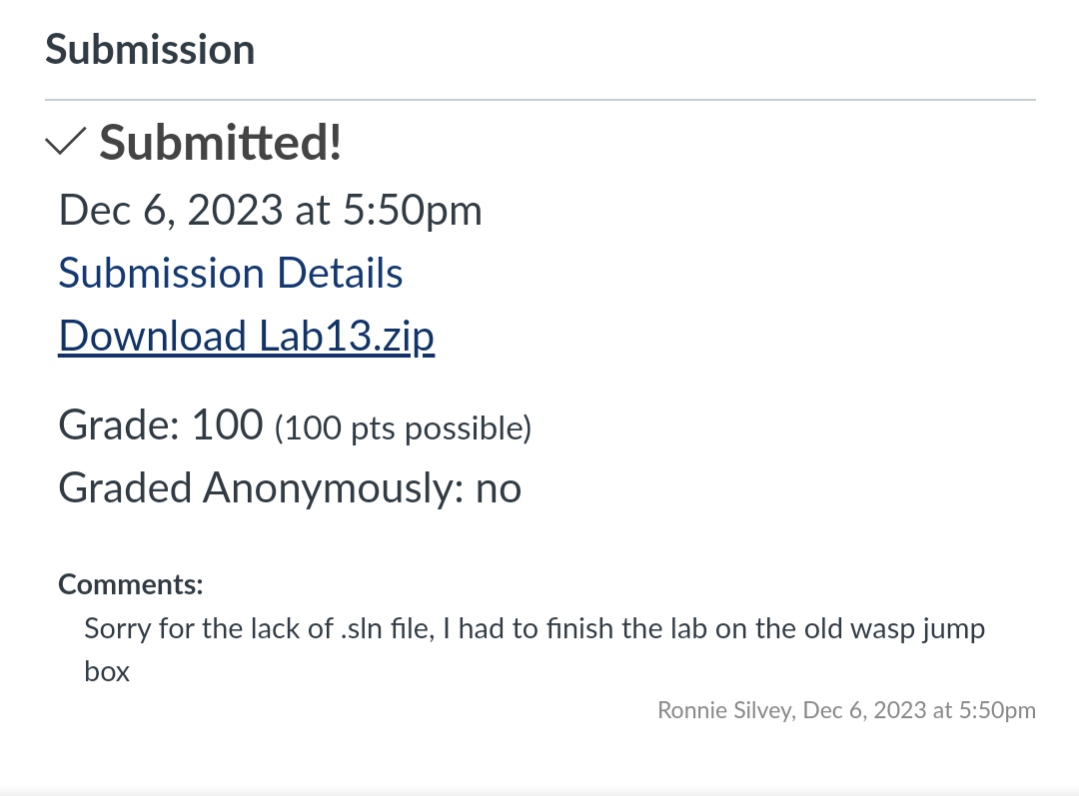 Submission
Submitted!
Dec 6, 2023 at 5:50pm
Submission Details
Download Lab13.zip
Grade: 100 (100 pts possible)
Graded Anonymously: no
Comments:
Sorry for the lack of .sln file, I had to finish the lab on the old wasp jump
box
Ronnie Silvey, Dec 6, 2023 at 5:50pm